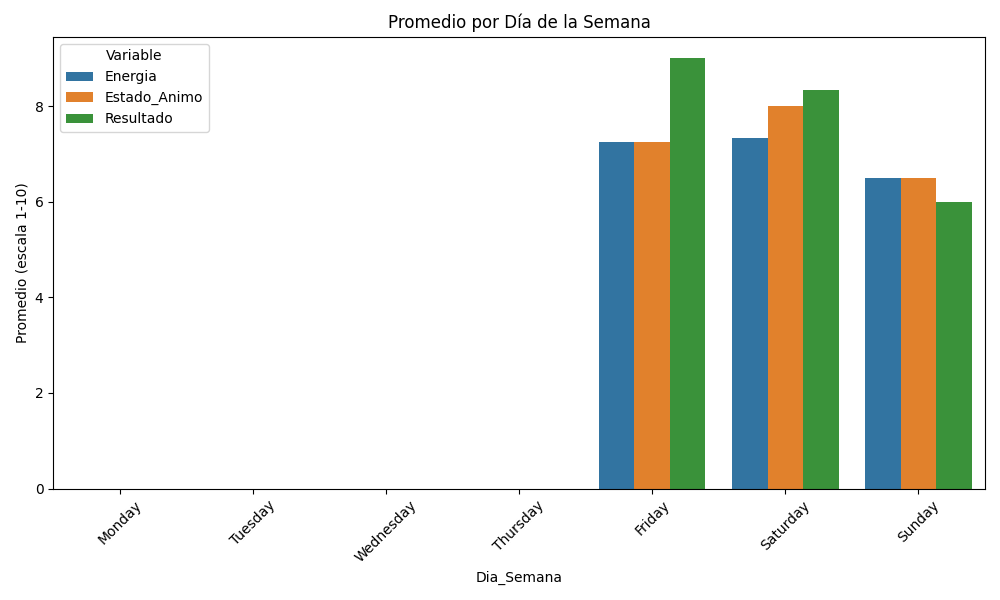 Promedio por Día de la Semana
Variable
Energia
Estado_Animo
Resultado
Promedio (escala 1-10)
8
6
4
2
0
Monday
Tuesday
Wednesday
Thursday
Friday
Saturday
Sunday
Dia_Semana